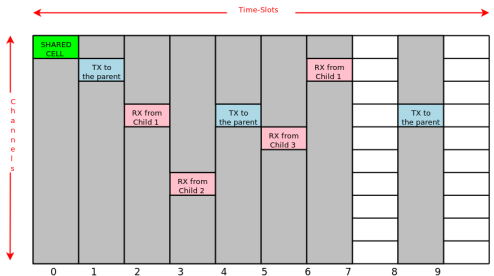 Time-Slots
Channels
SHARED
CELL
TX to
the parent
RX from
Child 1
RX from
Child 2
TX to
the parent
RX from
Child 3
RX from
Child 1
TX to
the parent
0 1 2 3 4 5 6 7 8 9